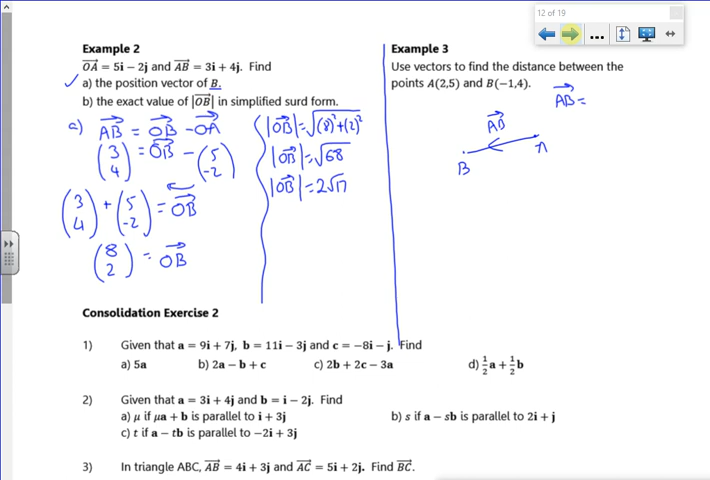 12 of 19
Example 2
OA = 5i − 2j and AB = 3i + 4j. Find
a) the position vector of B.
b) the exact value of |OB| in simplified surd form.
a) AB = OB − OA
(3 4) = OB − (5 -2)
(3 4) + (5 -2) = OB
(8 2) = OB
|OB| = √(8)²+(2)²
|OB| = √68
|OB| = 2√17
Example 3
Use vectors to find the distance between the
points A(2,5) and B(−1,4).
AB =
AB
B
A
Consolidation Exercise 2
1) Given that a = 9i + 7j, b = 11i − 3j and c = −8i − j. Find
a) 5a b) 2a − b + c c) 2b + 2c − 3a d) ½a + ½b
2) Given that a = 3i + 4j and b = i − 2j. Find
a) μ if μa + b is parallel to i + 3j b) s if a − sb is parallel to 2i + j
c) t if a − tb is parallel to −2i + 3j
3) In triangle ABC, AB = 4i + 3j and AC = 5i + 2j. Find BC.